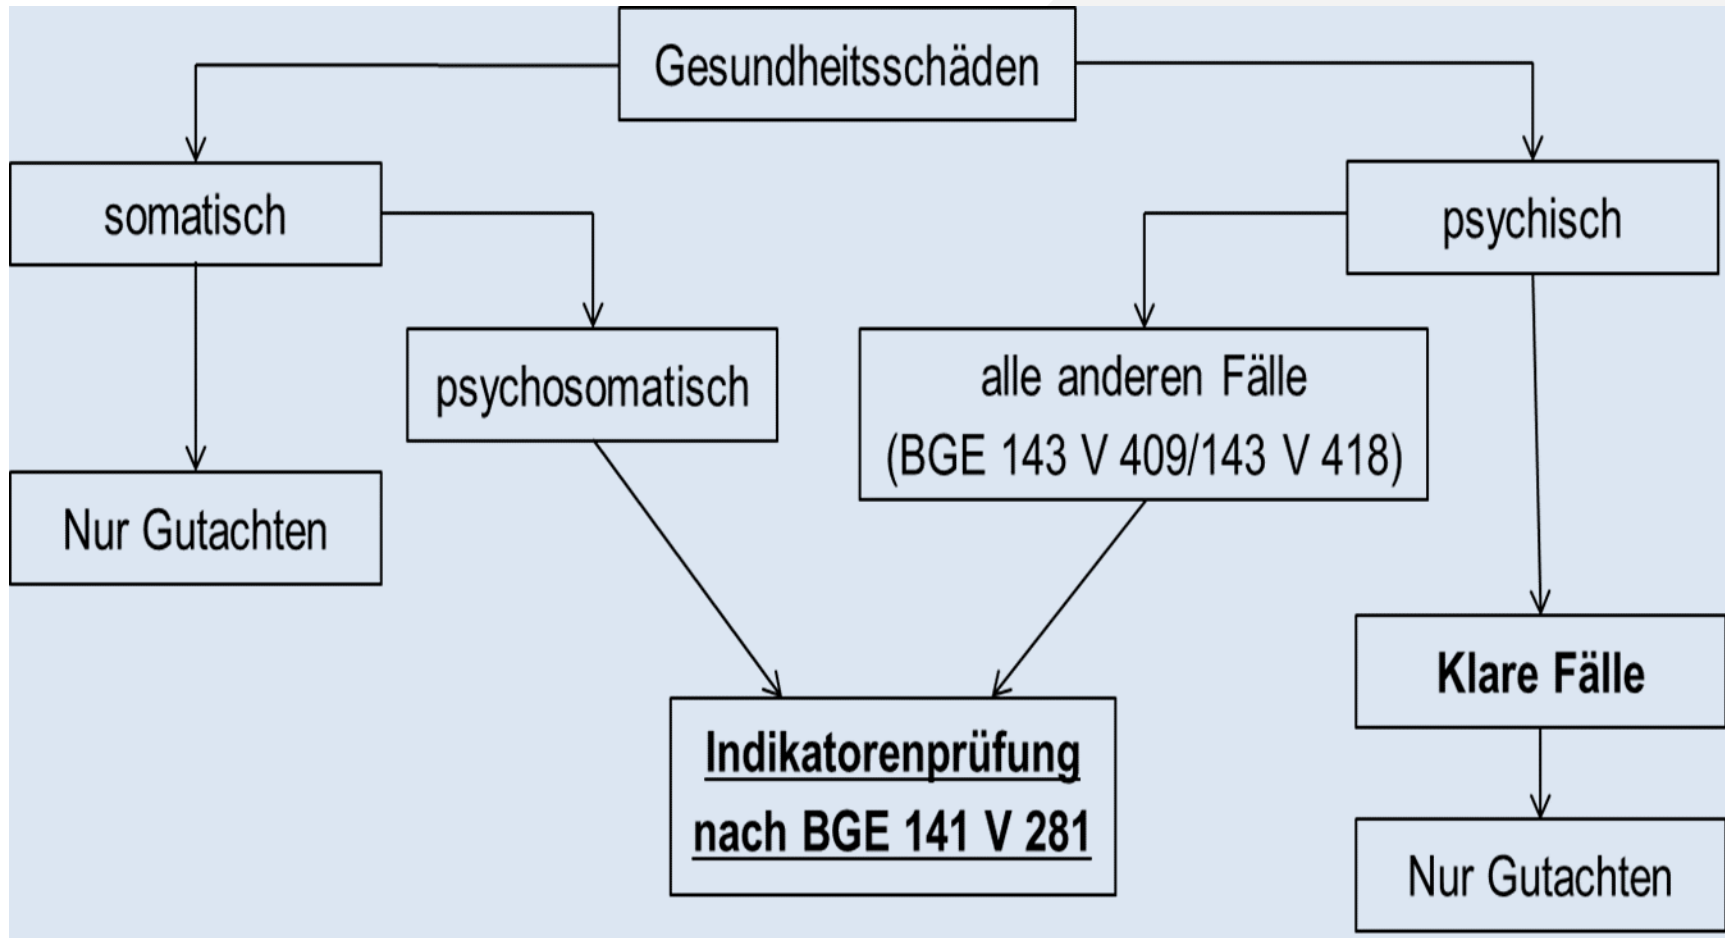 Gesundheitsschäden
somatisch
psychisch
psychosomatisch
alle anderen Fälle
(BGE 143 V 409/143 V 418)
Nur Gutachten
Klare Fälle
Indikatorenprüfung
nach BGE 141 V 281
Nur Gutachten